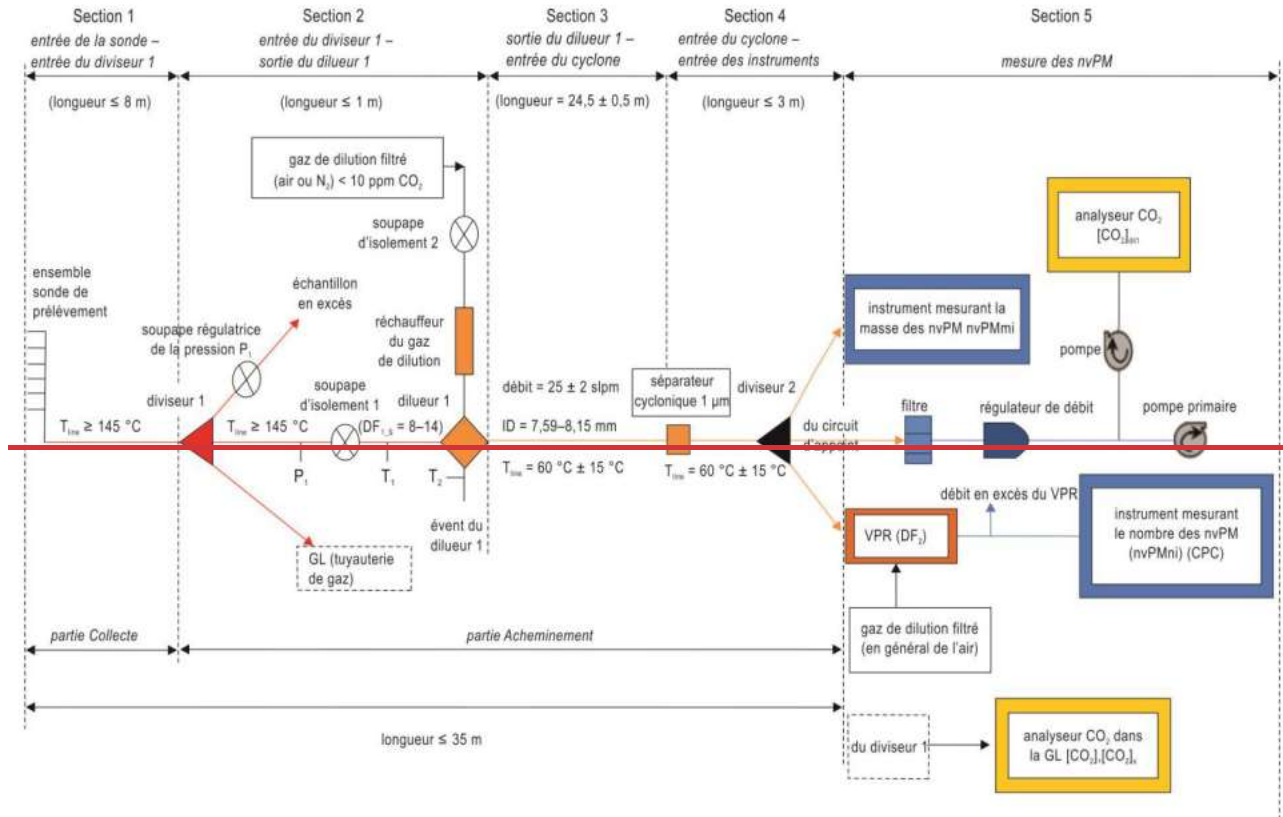 Section 1
entrée de la sonde –
entrée du diviseur 1
(longueur ≤ 8 m)
Section 2
entrée du diviseur 1 –
sortie du dilueur 1
(longueur ≤ 1 m)
Section 3
sortie du dilueur 1 –
entrée du cyclone
(longueur = 24,5 ± 0,5 m)
Section 4
entrée du cyclone –
entrée des instruments
(longueur ≤ 3 m)
Section 5
mesure des nvPM
gaz de dilution filtré
(air ou N₂) < 10 ppm CO₂
soupape
d'isolement 2
analyseur CO₂
ensemble
sonde de
prélèvement
échantillon
en excès
soupape régulatrice
de la pression P₁
réchauffeur
du gaz
de dilution
instrument mesurant la
masse des nvPM nvPMmi
pompe
diviseur 1
soupape
d'isolement 1
dilueur 1
débit = 25 ± 2 slpm
séparateur
cyclonique 1 µm
diviseur 2
filtre
régulateur de débit
pompe primaire
T_line ≥ 145 °C
T_line ≥ 145 °C
(DF₁_S = 8–14)
ID = 7,59–8,15 mm
du circuit
d'appoint
P₁
T₁
T₂
T_line = 60 °C ± 15 °C
T_line = 60 °C ± 15 °C
évent du
dilueur 1
GL (tuyauterie
de gaz)
débit en excès du VPR
VPR (DF₂)
instrument mesurant
le nombre des nvPM
(nvPMni) (CPC)
gaz de dilution filtré
(en général de l'air)
partie Collecte
partie Acheminement
longueur ≤ 35 m
du diviseur 1
analyseur CO₂ dans
la GL